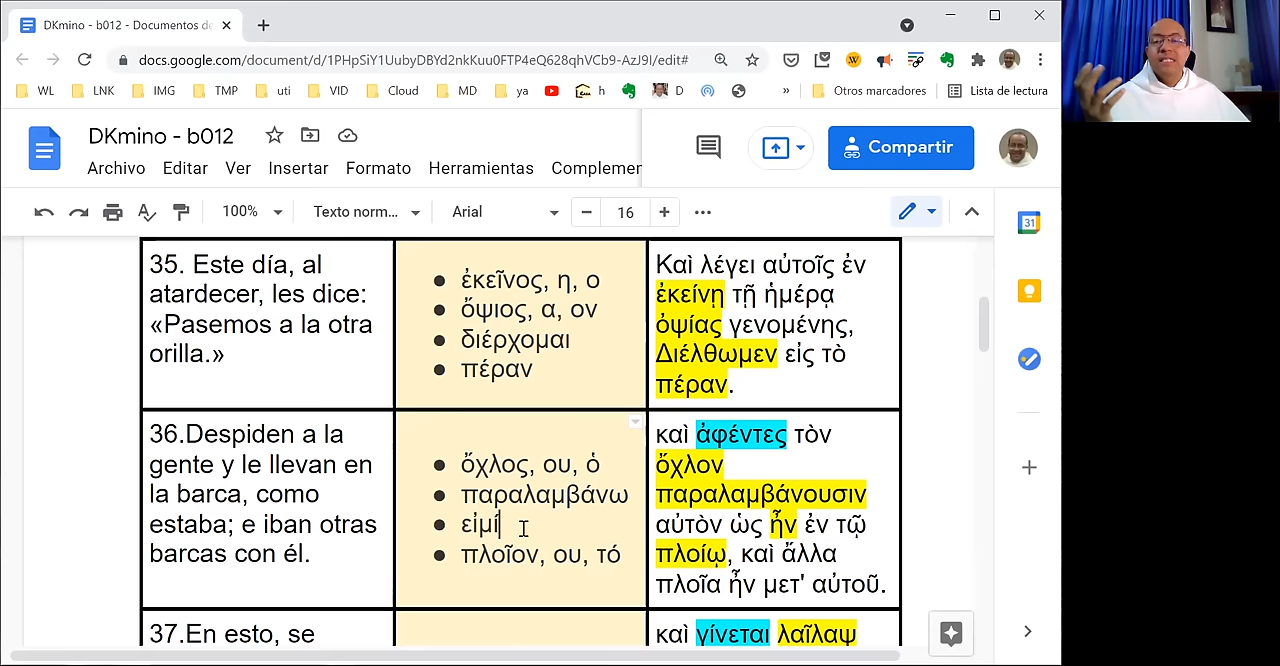 DKmino - b012 - Documentos de
docs.google.com/document/d/1PHpSiY1UubyDBYd2nkKuu0FTP4eQ628qhVCb9-AzJ9I/edit#
WL LNK IMG TMP uti VID Cloud MD ya h D » Otros marcadores Lista de lectura
DKmino - b012
Archivo Editar Ver Insertar Formato Herramientas Complemen
Compartir
100% Texto norm... Arial 16
31
35. Este día, al
atardecer, les dice:
«Pasemos a la otra
orilla.»
ἐκεῖνος, η, ο
ὄψιος, α, ον
διέρχομαι
πέραν
Καὶ λέγει αὐτοῖς ἐν
ἐκείνῃ τῇ ἡμέρᾳ
ὀψίας γενομένης,
Διέλθωμεν εἰς τὸ
πέραν.
36.Despiden a la
gente y le llevan en
la barca, como
estaba; e iban otras
barcas con él.
ὄχλος, ου, ὁ
παραλαμβάνω
εἰμί
πλοῖον, ου, τό
καὶ ἀφέντες τὸν
ὄχλον
παραλαμβάνουσιν
αὐτὸν ὡς ἦν ἐν τῷ
πλοίῳ, καὶ ἄλλα
πλοῖα ἦν μετ' αὐτοῦ.
37.En esto, se
καὶ γίνεται λαῖλαψ